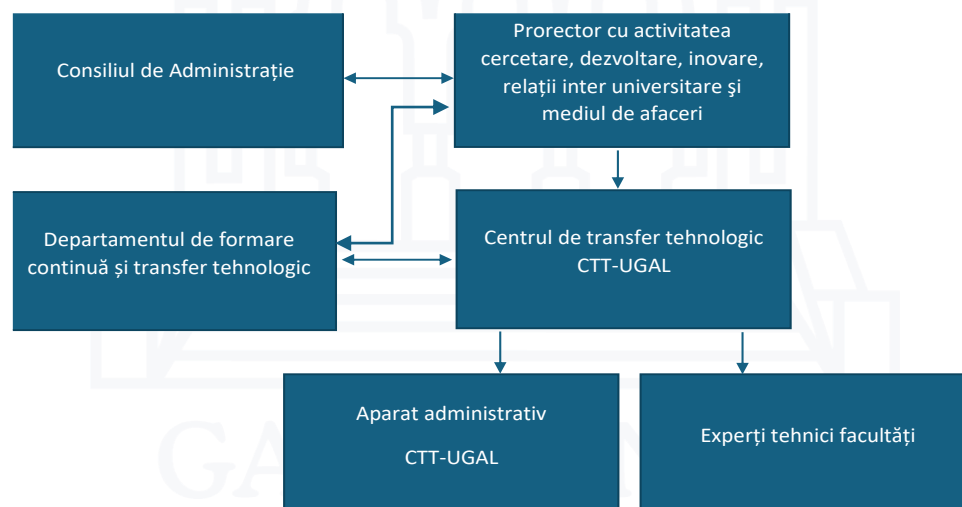 Consiliul de Administrație
Prorector cu activitatea
cercetare, dezvoltare, inovare,
relații inter universitare şi
mediul de afaceri
Departamentul de formare
continuă și transfer tehnologic
Centrul de transfer tehnologic
CTT-UGAL
Aparat administrativ
CTT-UGAL
Experți tehnici facultăți